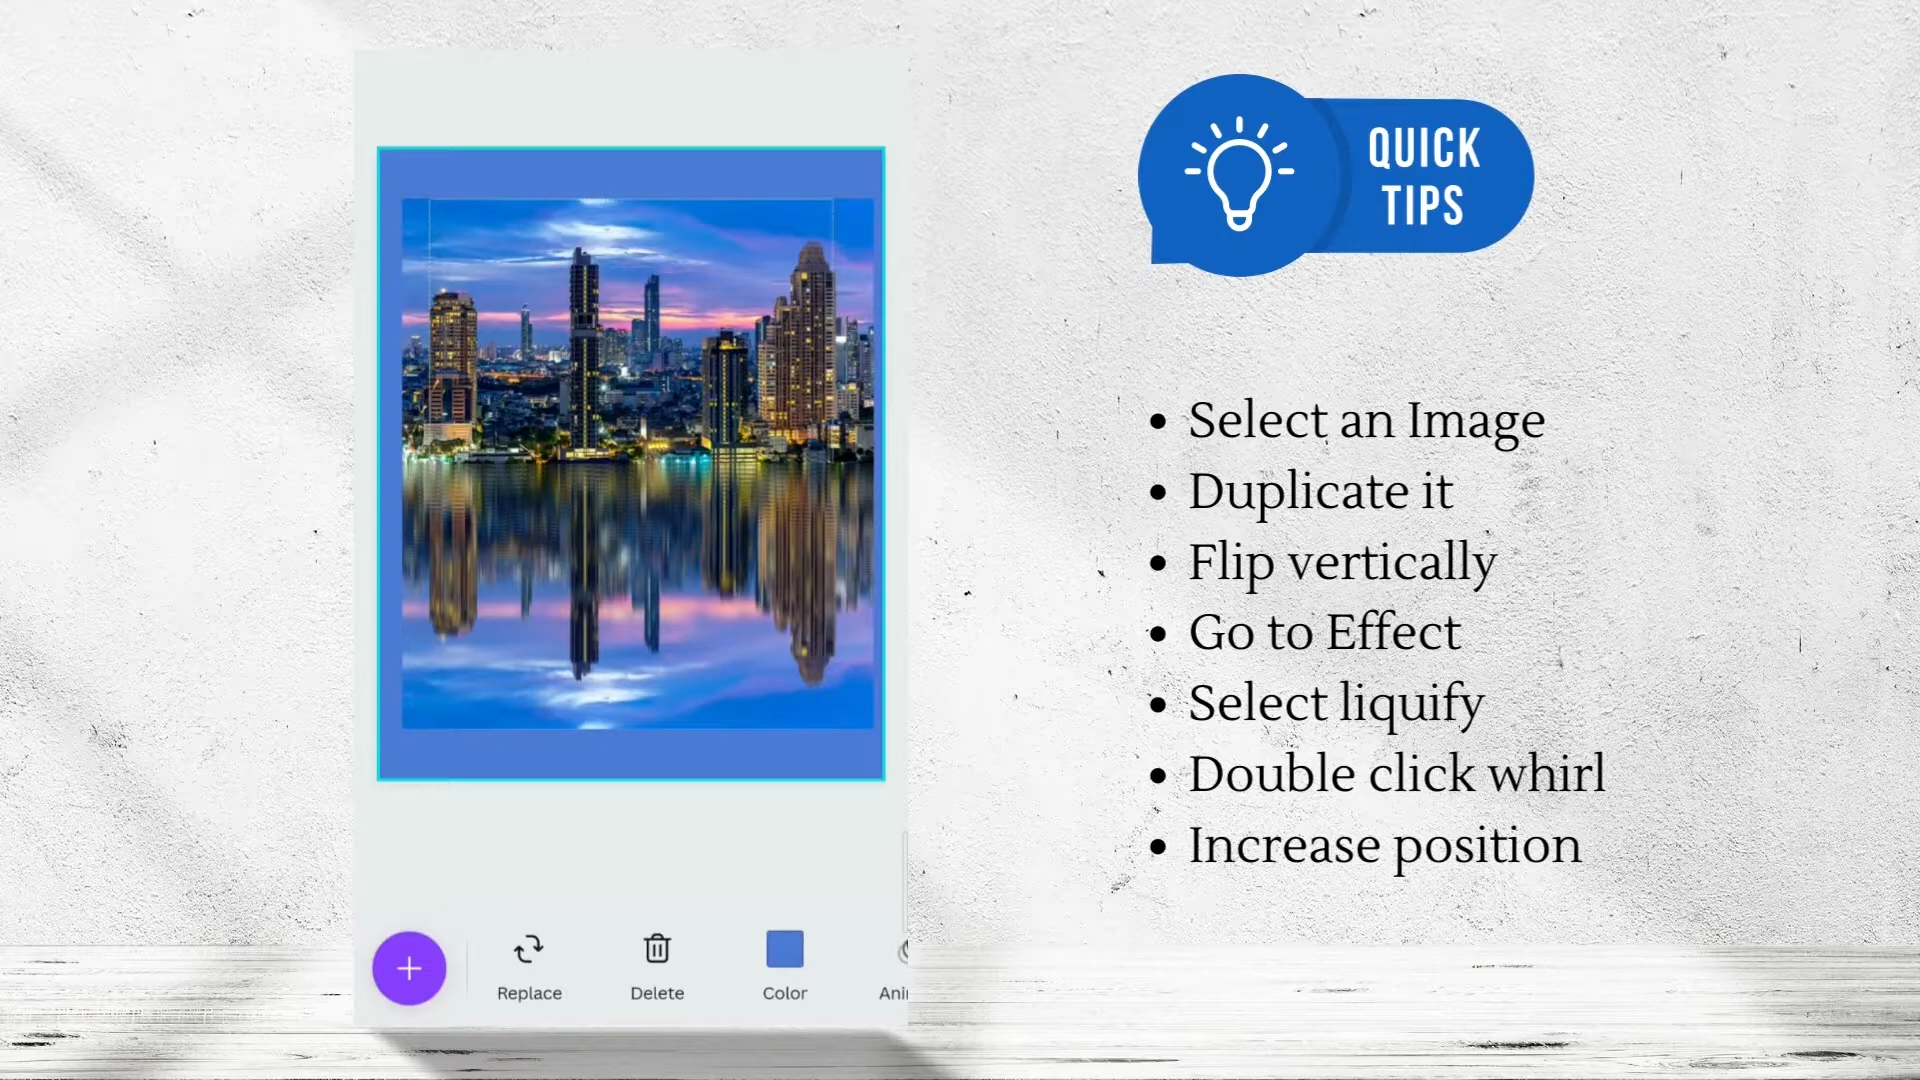 QUICK
TIPS
• Select an Image
• Duplicate it
• Flip vertically
• Go to Effect
• Select liquify
• Double click whirl
• Increase position
Replace
Delete
Color